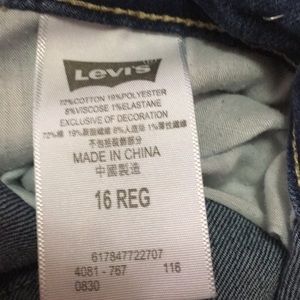 Levi's
72%COTTON 19%POLYESTER
8%VISCOSE 1%ELASTANE
EXCLUSIVE OF DECORATION
72%棉 19%聚酯纖維 8%人造絲 1%彈性纖維
不包括裝飾部分
MADE IN CHINA
中國製造
16 REG
617847722707
4081-767 116
0830